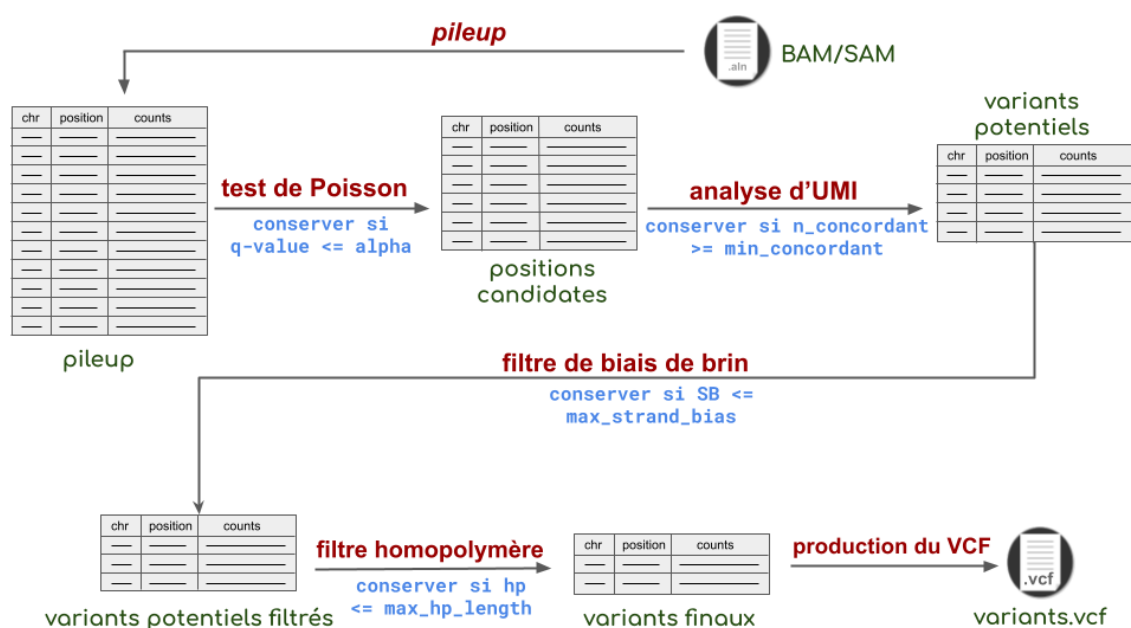 pileup
.aln
BAM/SAM
chr position counts
pileup
test de Poisson
conserver si
q-value <= alpha
chr position counts
positions
candidates
analyse d’UMI
conserver si n_concordant
>= min_concordant
variants
potentiels
chr position counts
filtre de biais de brin
conserver si SB <=
max_strand_bias
chr position counts
variants potentiels filtrés
filtre homopolymère
conserver si hp
<= max_hp_length
chr position counts
variants finaux
production du VCF
.vcf
variants.vcf